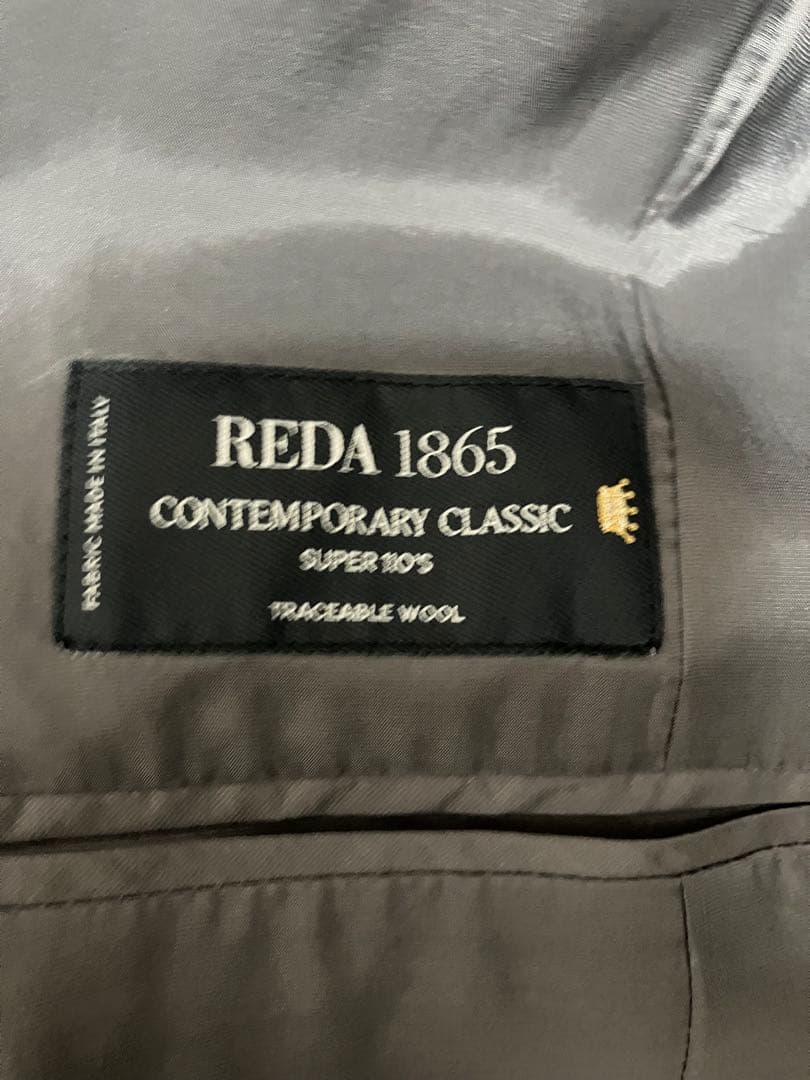 REDA 1865
CONTEMPORARY CLASSIC
SUPER 110'S
TRACEABLE WOOL
FABRIC MADE IN ITALY